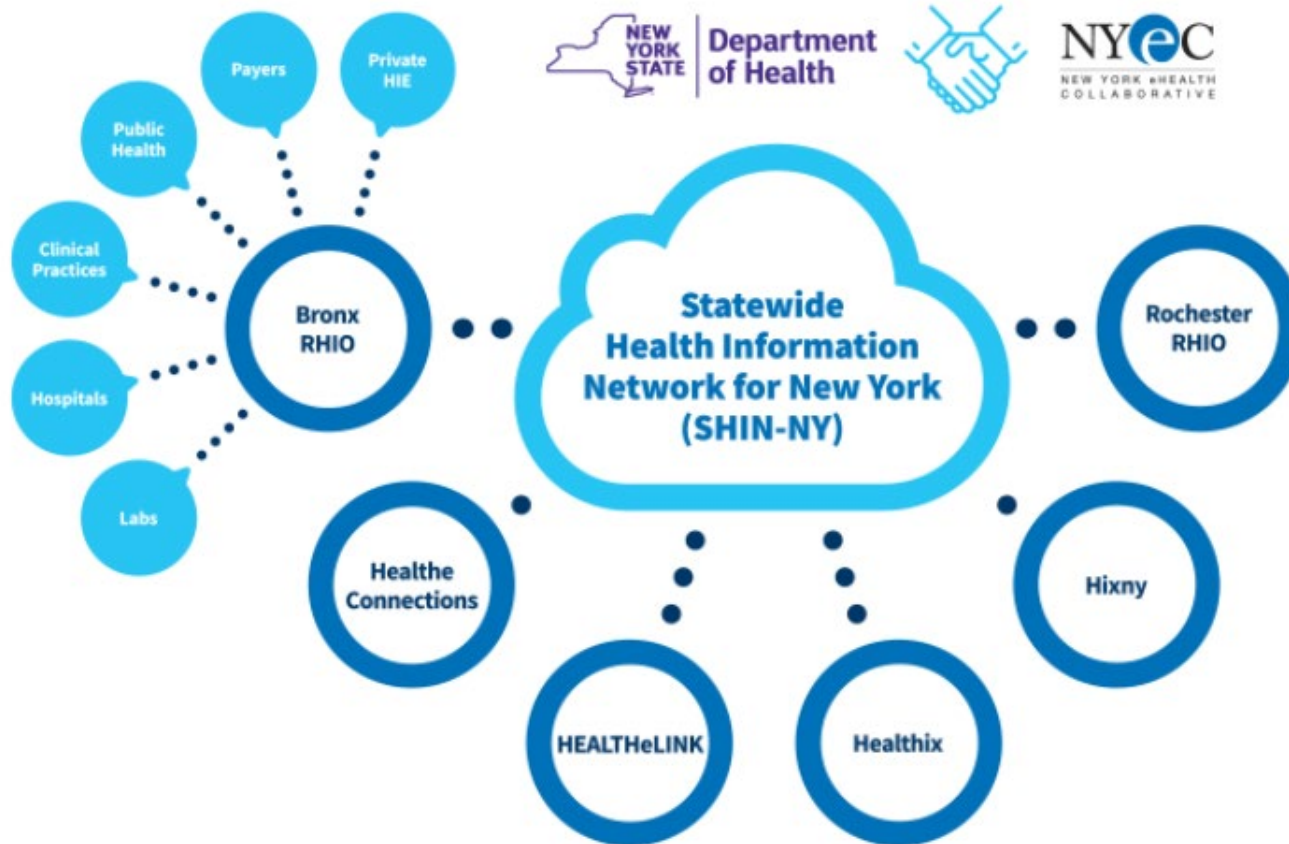 NEW
YORK
STATE
Department
of Health
NYeC
NEW YORK eHEALTH
COLLABORATIVE
Payers
Private
HIE
Public
Health
Clinical
Practices
Hospitals
Labs
Bronx
RHIO
Statewide
Health Information
Network for New York
(SHIN-NY)
Rochester
RHIO
Healthe
Connections
HEALTHeLINK
Healthix
Hixny